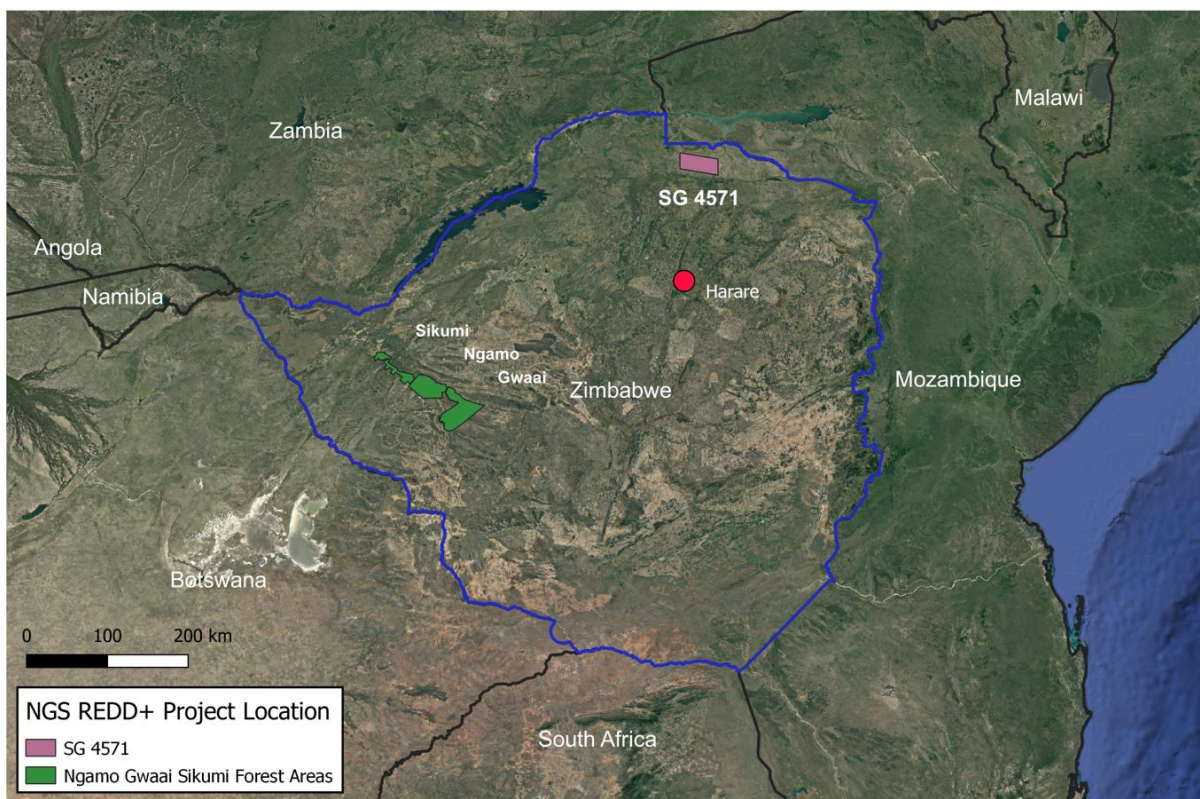 Malawi
Zambia
SG 4571
Angola
Namibia
Harare
Sikumi
Ngamo
Gwaai
Zimbabwe
Mozambique
Botswana
0 100 200 km
NGS REDD+ Project Location
SG 4571
Ngamo Gwaai Sikumi Forest Areas
South Africa